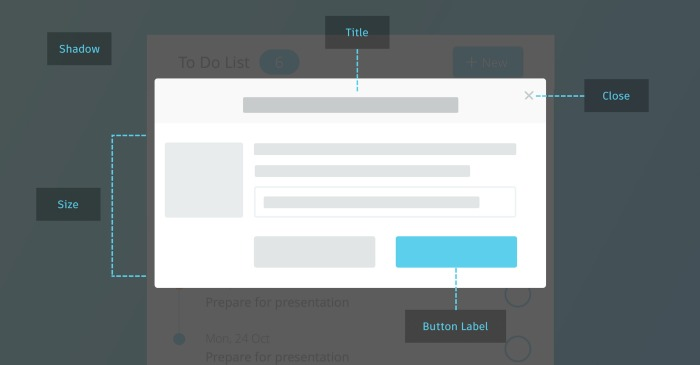 Title
Shadow
To Do List 6 + New
Close
Size
Prepare for presentation
Button Label
Mon, 24 Oct
Prepare for presentation